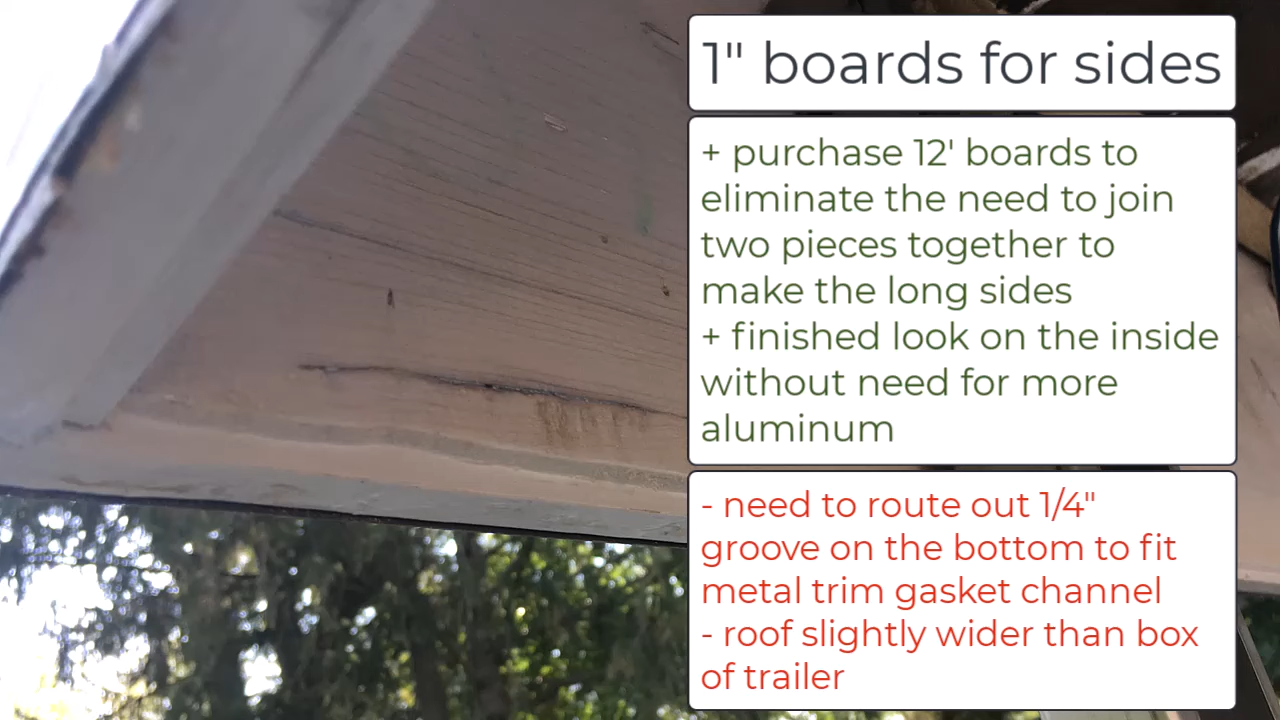 1" boards for sides
+ purchase 12' boards to
eliminate the need to join
two pieces together to
make the long sides
+ finished look on the inside
without need for more
aluminum
- need to route out 1/4"
groove on the bottom to fit
metal trim gasket channel
- roof slightly wider than box
of trailer